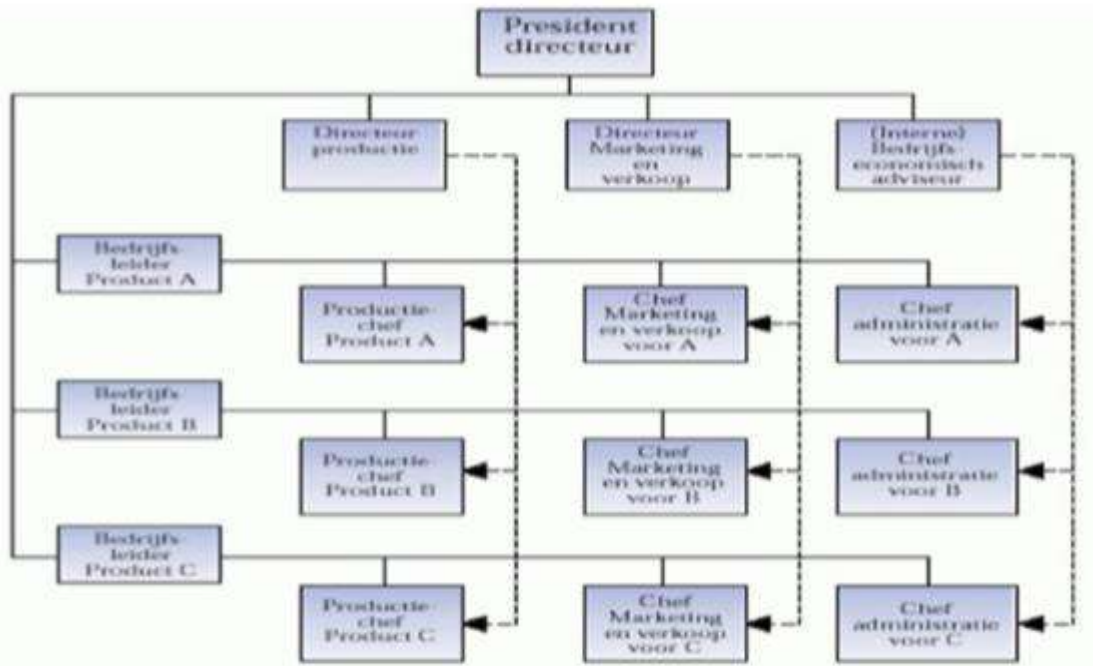 President
directeur
Directeur
productie
Directeur
Marketing
en
verkoop
(Interne)
Bedrijfs-
economisch
adviseur
Bedrijfs-
leider
Product A
Productie-
chef
Product A
Chef
Marketing
en verkoop
voor A
Chef
administratie
voor A
Bedrijfs-
leider
Product B
Productie-
chef
Product B
Chef
Marketing
en verkoop
voor B
Chef
administratie
voor B
Bedrijfs-
leider
Product C
Productie-
chef
Product C
Chef
Marketing
en verkoop
voor C
Chef
administratie
voor C